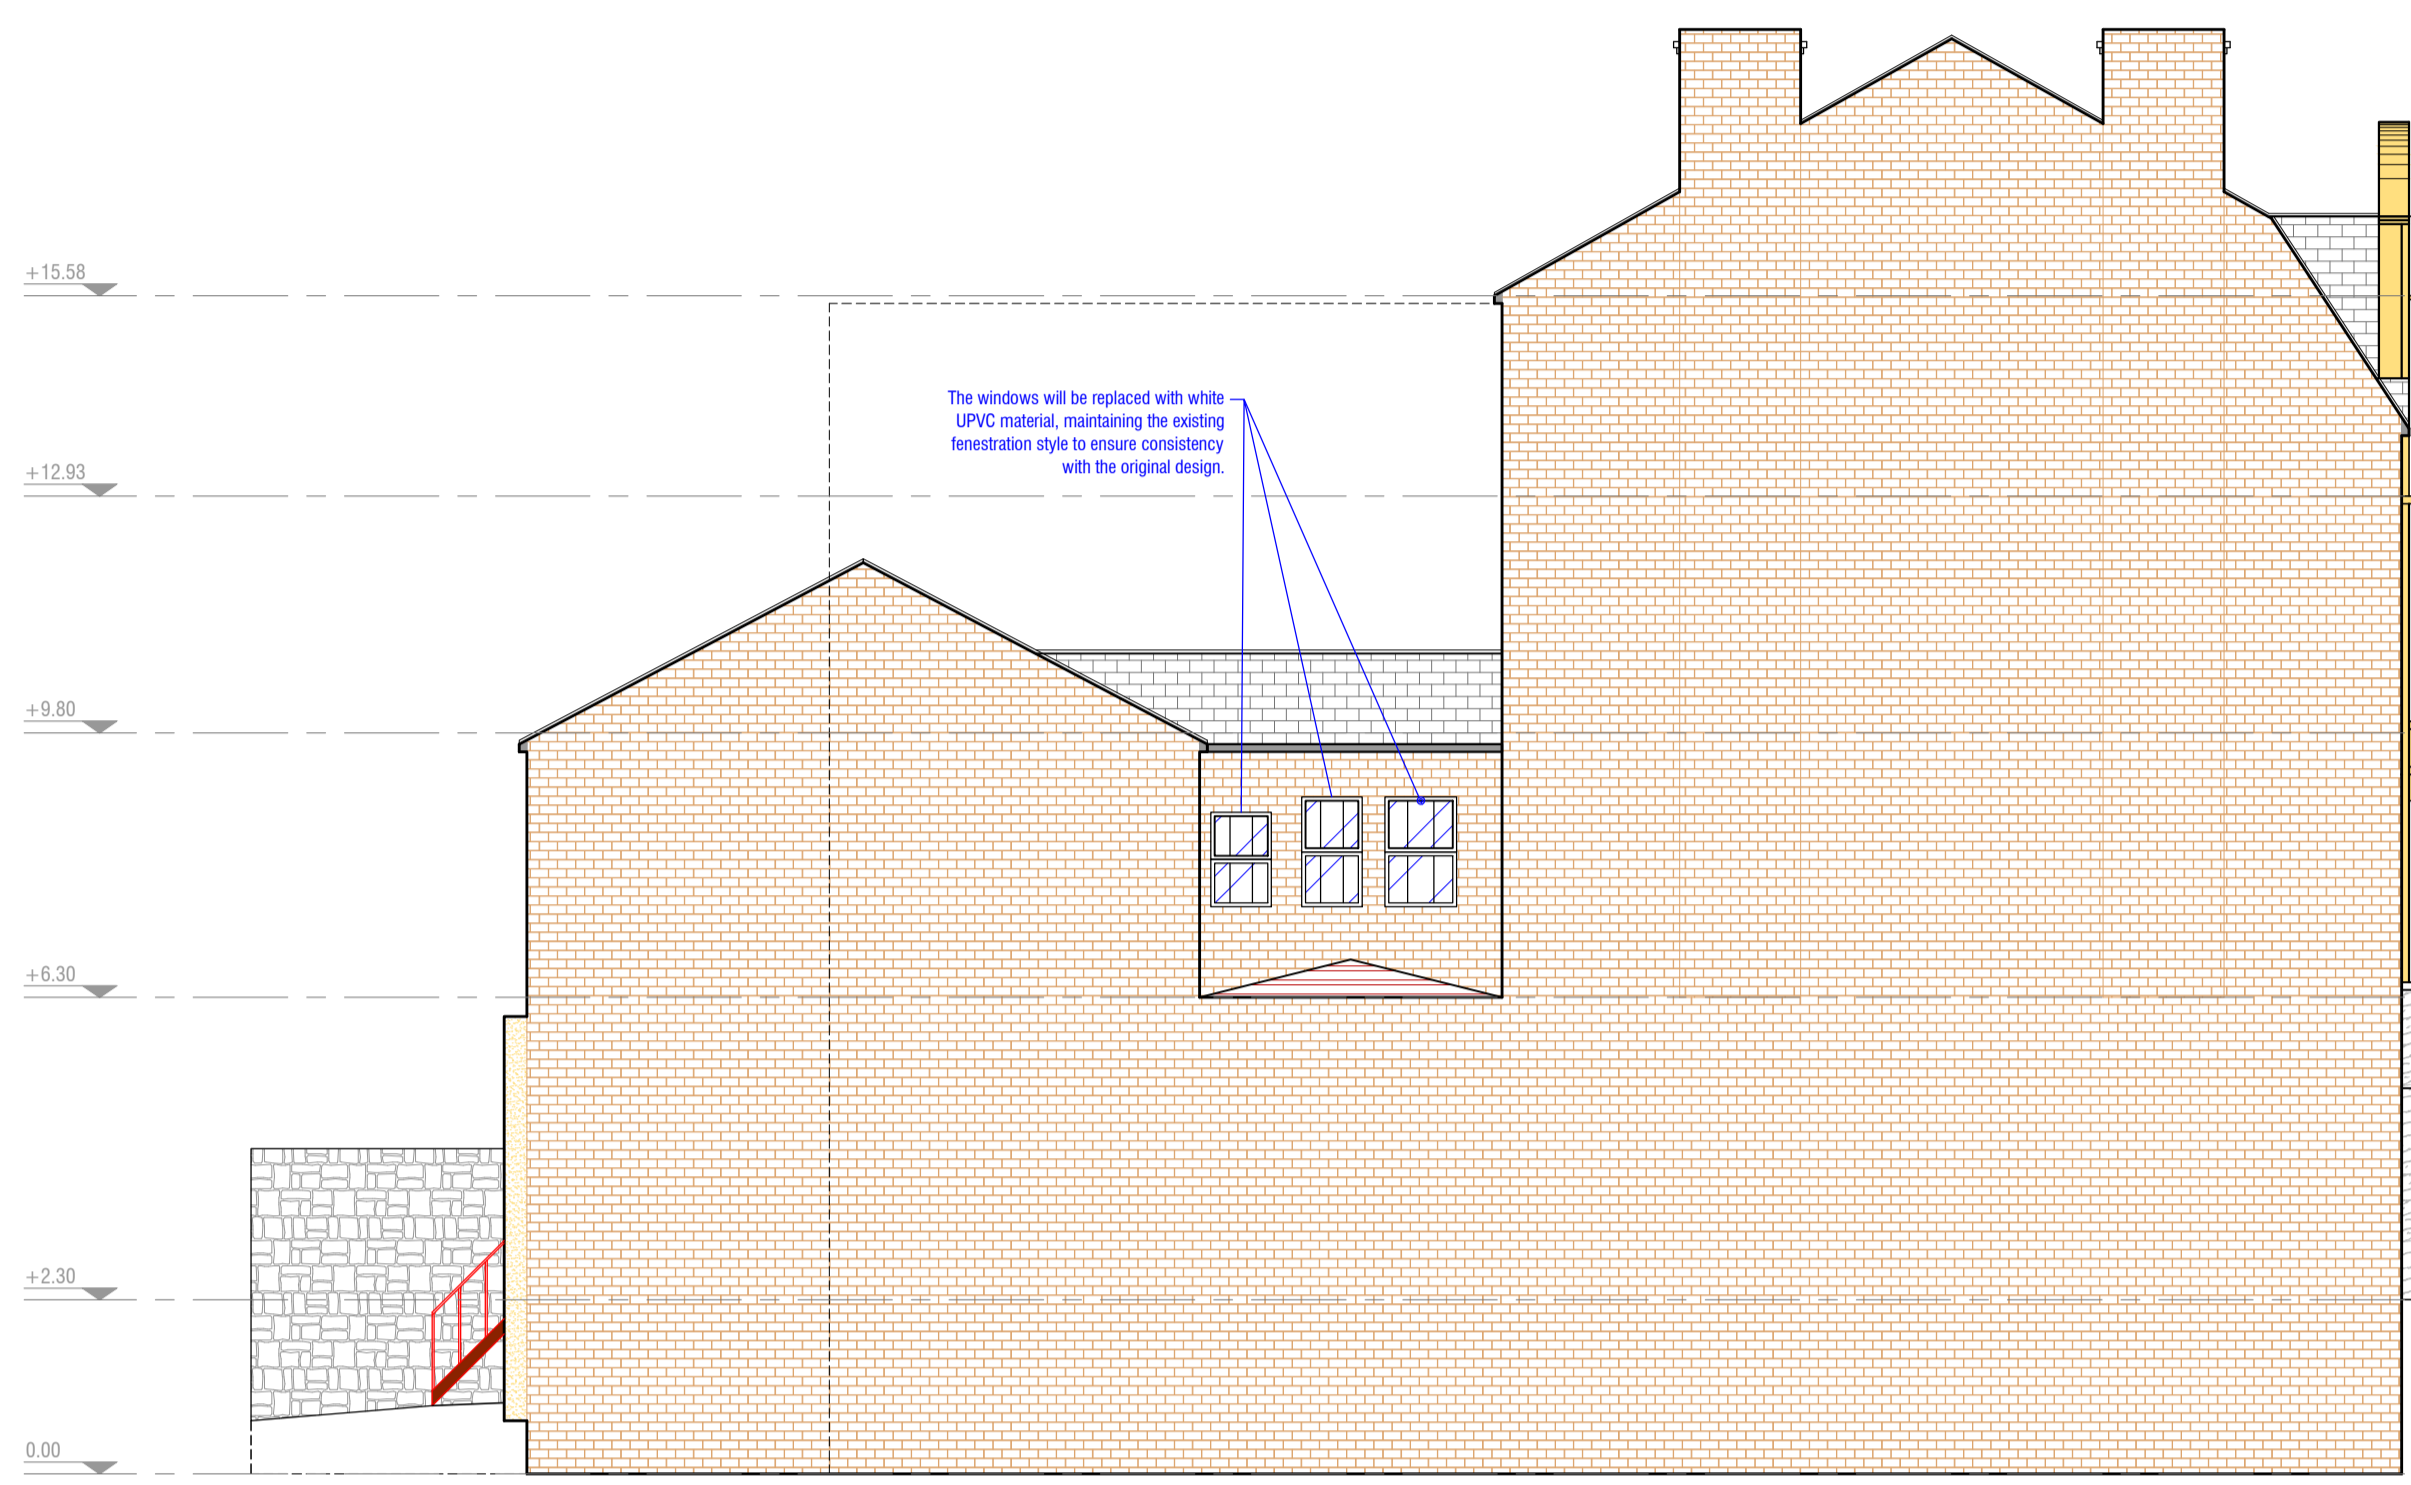 +15.58
The windows will be replaced with white
UPVC material, maintaining the existing
fenestration style to ensure consistency
with the original design.
+12.93
+9.80
+6.30
+2.30
0.00